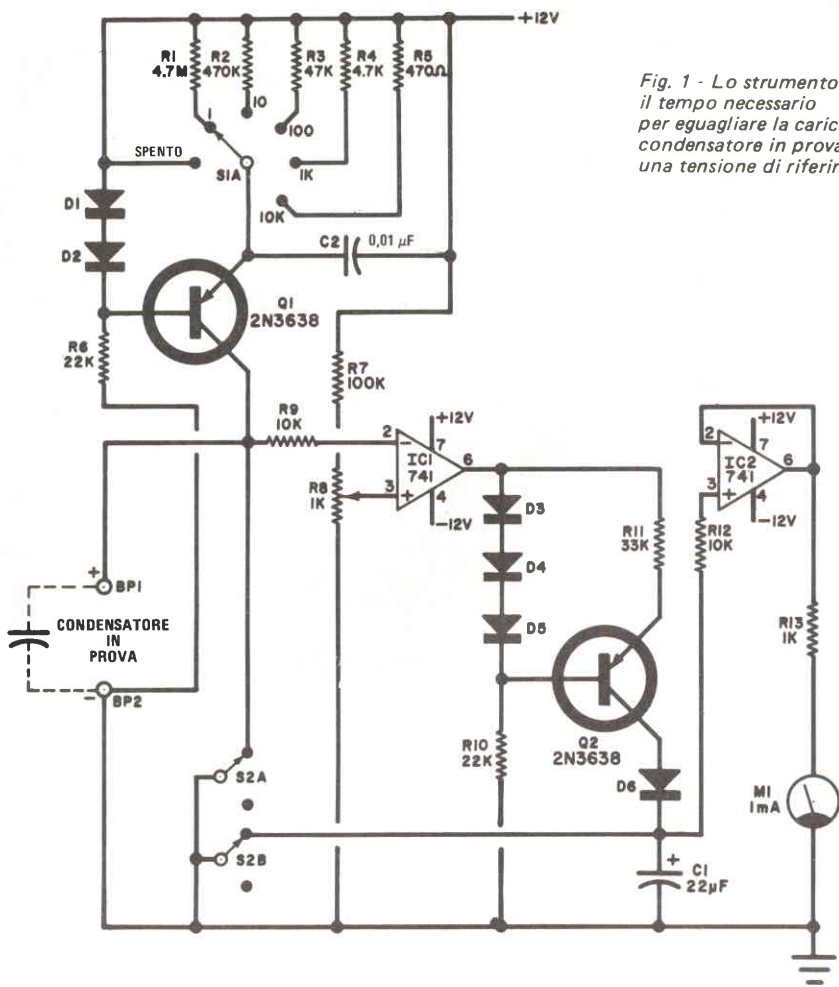 +12V
R1
4.7M
R2
470K
R3
47K
R4
4.7K
R5
470Ω
Fig. 1 - Lo strumento
il tempo necessario
per eguagliare la caric
condensatore in prova
una tensione di riferir
1
10
100
1K
10K
SPENTO
S1A
D1
D2
C2
0,01 µF
Q1
2N3638
R6
22K
R7
100K
R9
10K
R8
1K
2
3
IC1
741
+12V
7
6
4
-12V
D3
D4
D5
R11
33K
2
3
IC2
741
+12V
7
6
4
-12V
R12
10K
R13
1K
+
BP1
CONDENSATORE
IN
PROVA
-
BP2
R10
22K
Q2
2N3638
D6
M1
1mA
S2A
S2B
+
C1
22µF